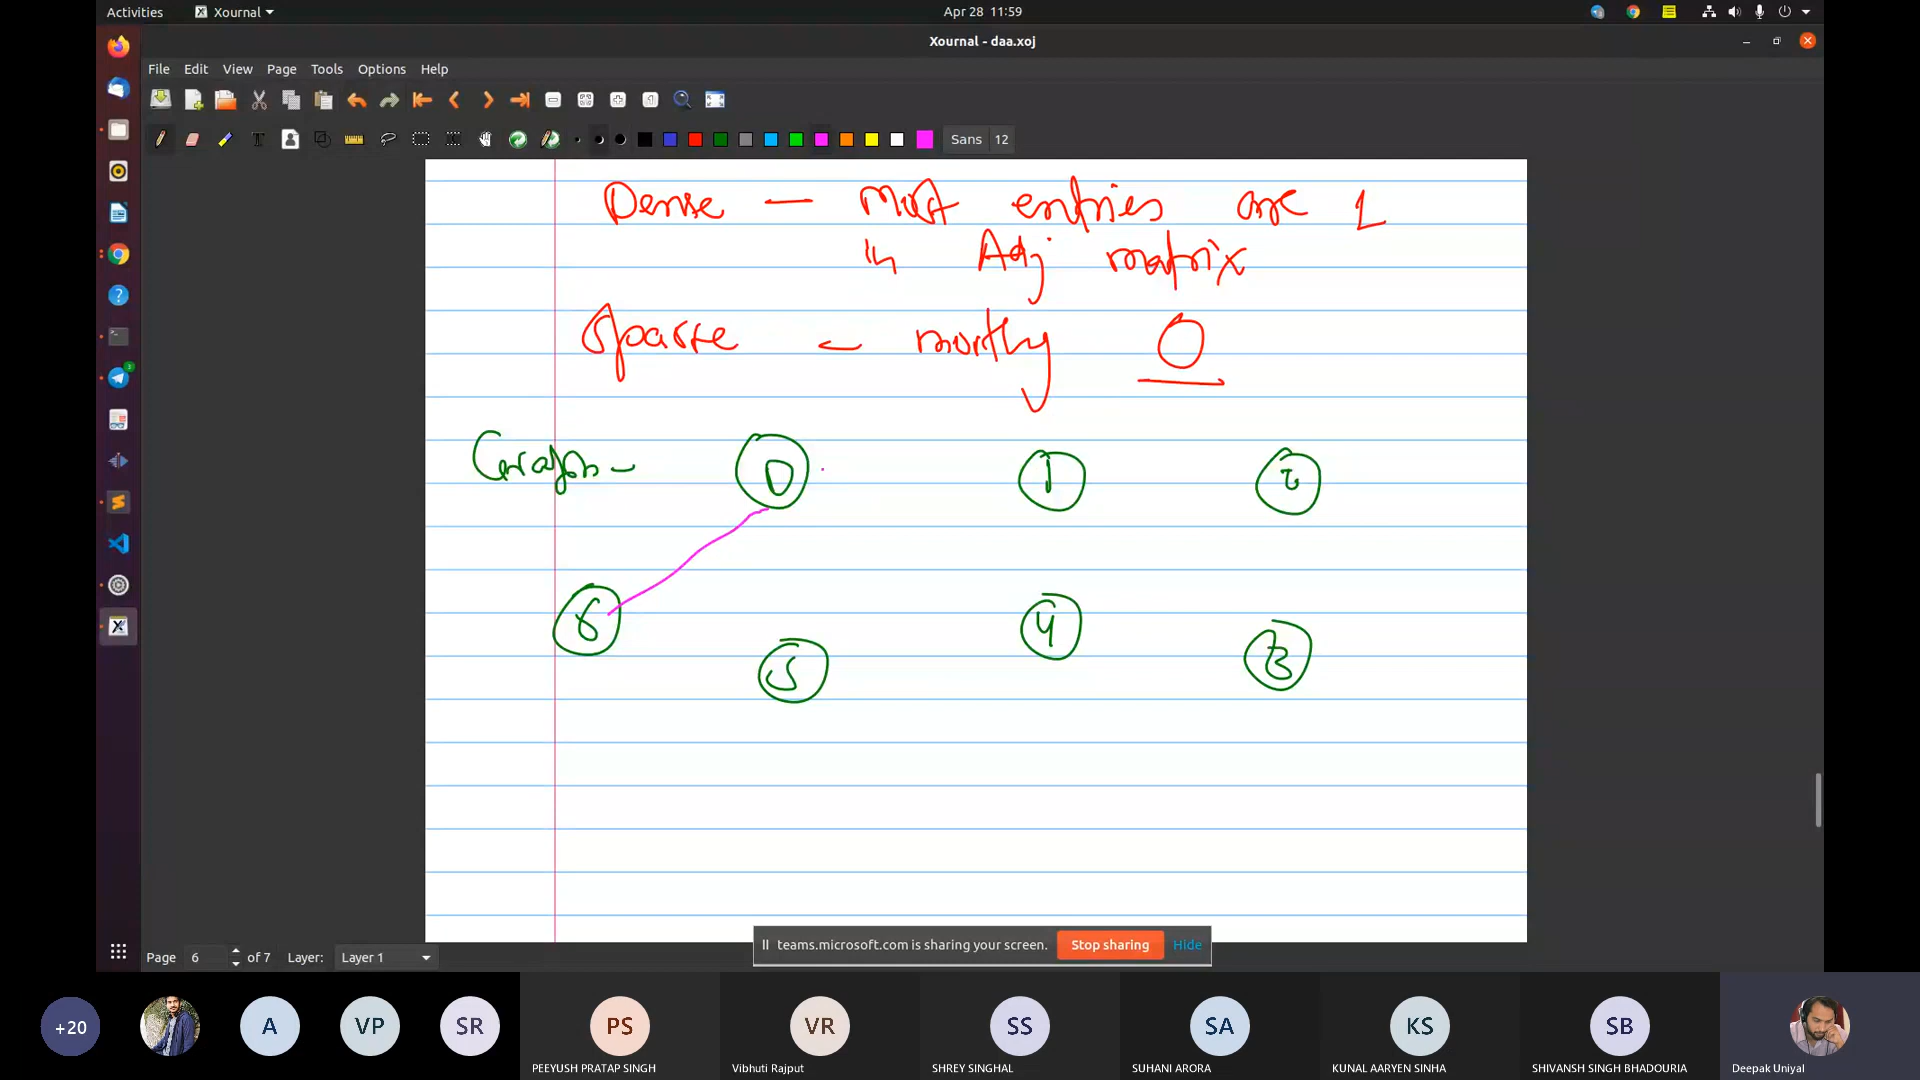 Activities Xournal Apr 28 11:59
Xournal - daa.xoj
File Edit View Page Tools Options Help
Sans 12
Dense — Most entries are 1
in Adj matrix
Sparse - mostly 0
Graph -
0 1 2
6 5 4 3
Page 6 of 7 Layer: Layer 1
teams.microsoft.com is sharing your screen. Stop sharing Hide
+20 A VP SR PS VR SS SA KS SB
PEEYUSH PRATAP SINGH Vibhuti Rajput SHREY SINGHAL SUHANI ARORA KUNAL AARYEN SINHA SHIVANSH SINGH BHADOURIA Deepak Uniyal